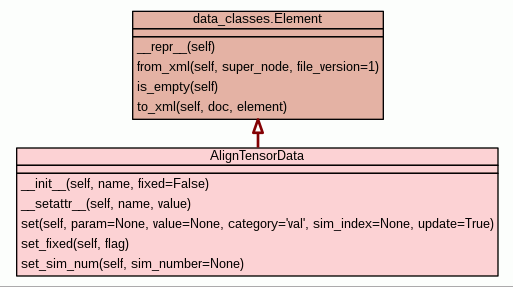 data_classes.Element
__repr__(self)
from_xml(self, super_node, file_version=1)
is_empty(self)
to_xml(self, doc, element)
AlignTensorData
__init__(self, name, fixed=False)
__setattr__(self, name, value)
set(self, param=None, value=None, category='val', sim_index=None, update=True)
set_fixed(self, flag)
set_sim_num(self, sim_number=None)